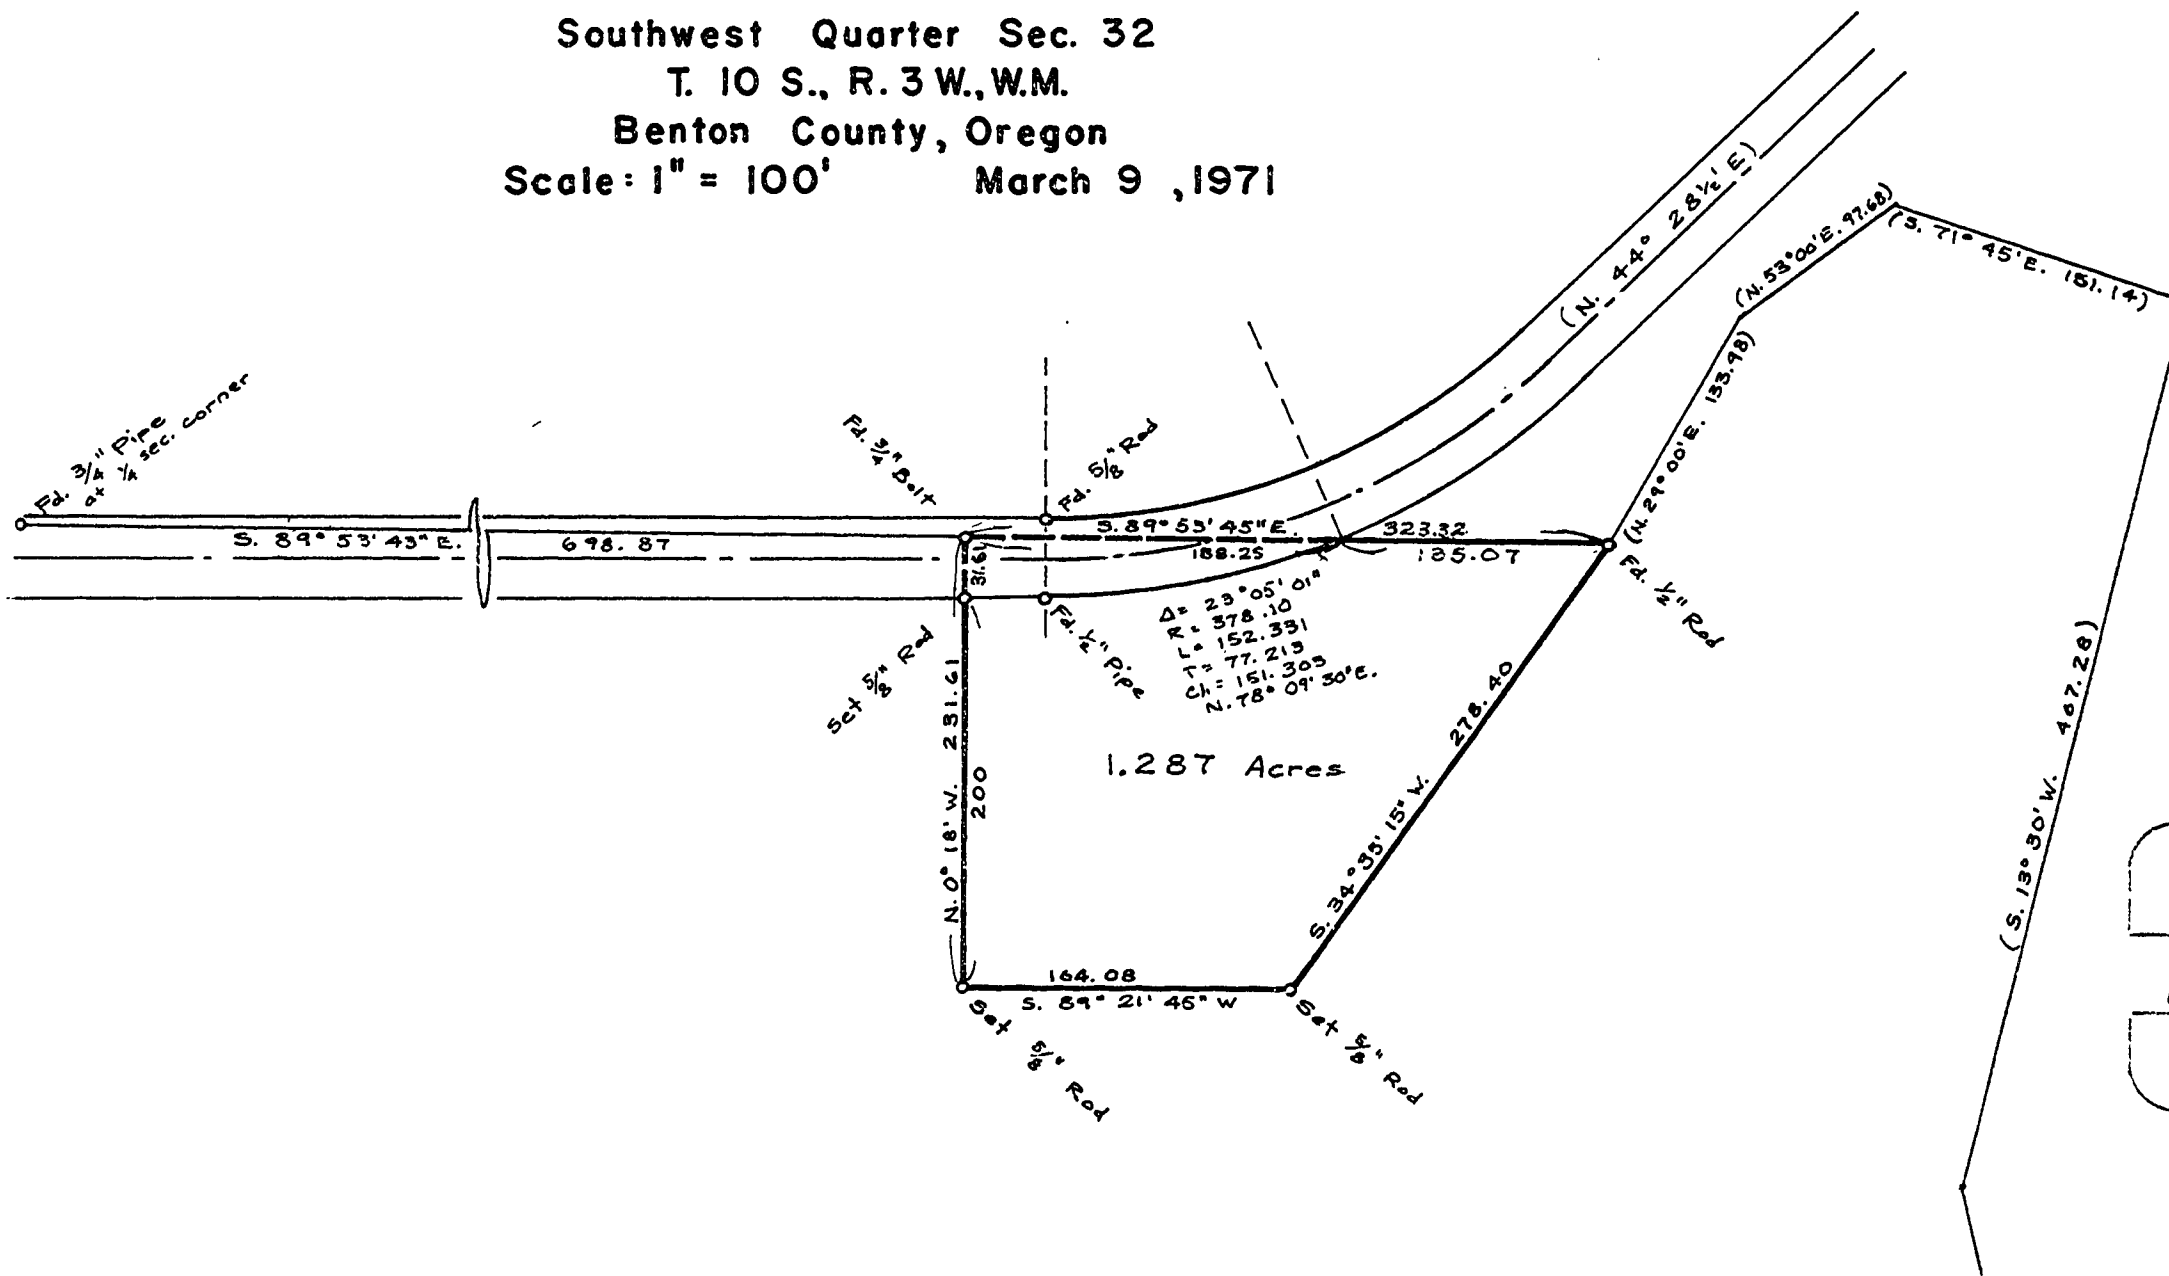 Southwest Quarter Sec. 32
T. 10 S., R. 3 W., W.M.
Benton County, Oregon
Scale: 1" = 100' March 9, 1971
(N. 44° 28½' E)
(N. 53°00' E. 97.68)
(S. 71° 45' E. 151.14)
(N. 29° 00' E. 133.98)
Fd. 3/4" Pipe
at 1/4 sec. corner
Fd. 3/4" Bolt
Fd. 5/8" Rod
S. 89° 53' 43" E. 698.87
S. 89° 53' 45" E. 323.32
188.25 135.07
31.61
Fd. 1/2" Rod
Δ= 23° 05' 01"
R= 378.10
L= 152.331
T= 77.213
Ch= 151.303
N. 78° 09' 30" E.
Set 5/8" Rod
Fd. 1/2" Pipe
N. 0° 18' W. 231.61
200
1.287 Acres
S. 34° 35' 15" W.
278.40
(S. 13° 30' W. 467.28)
164.08
S. 89° 21' 45" W
Set 5/8" Rod
Set 5/8" Rod